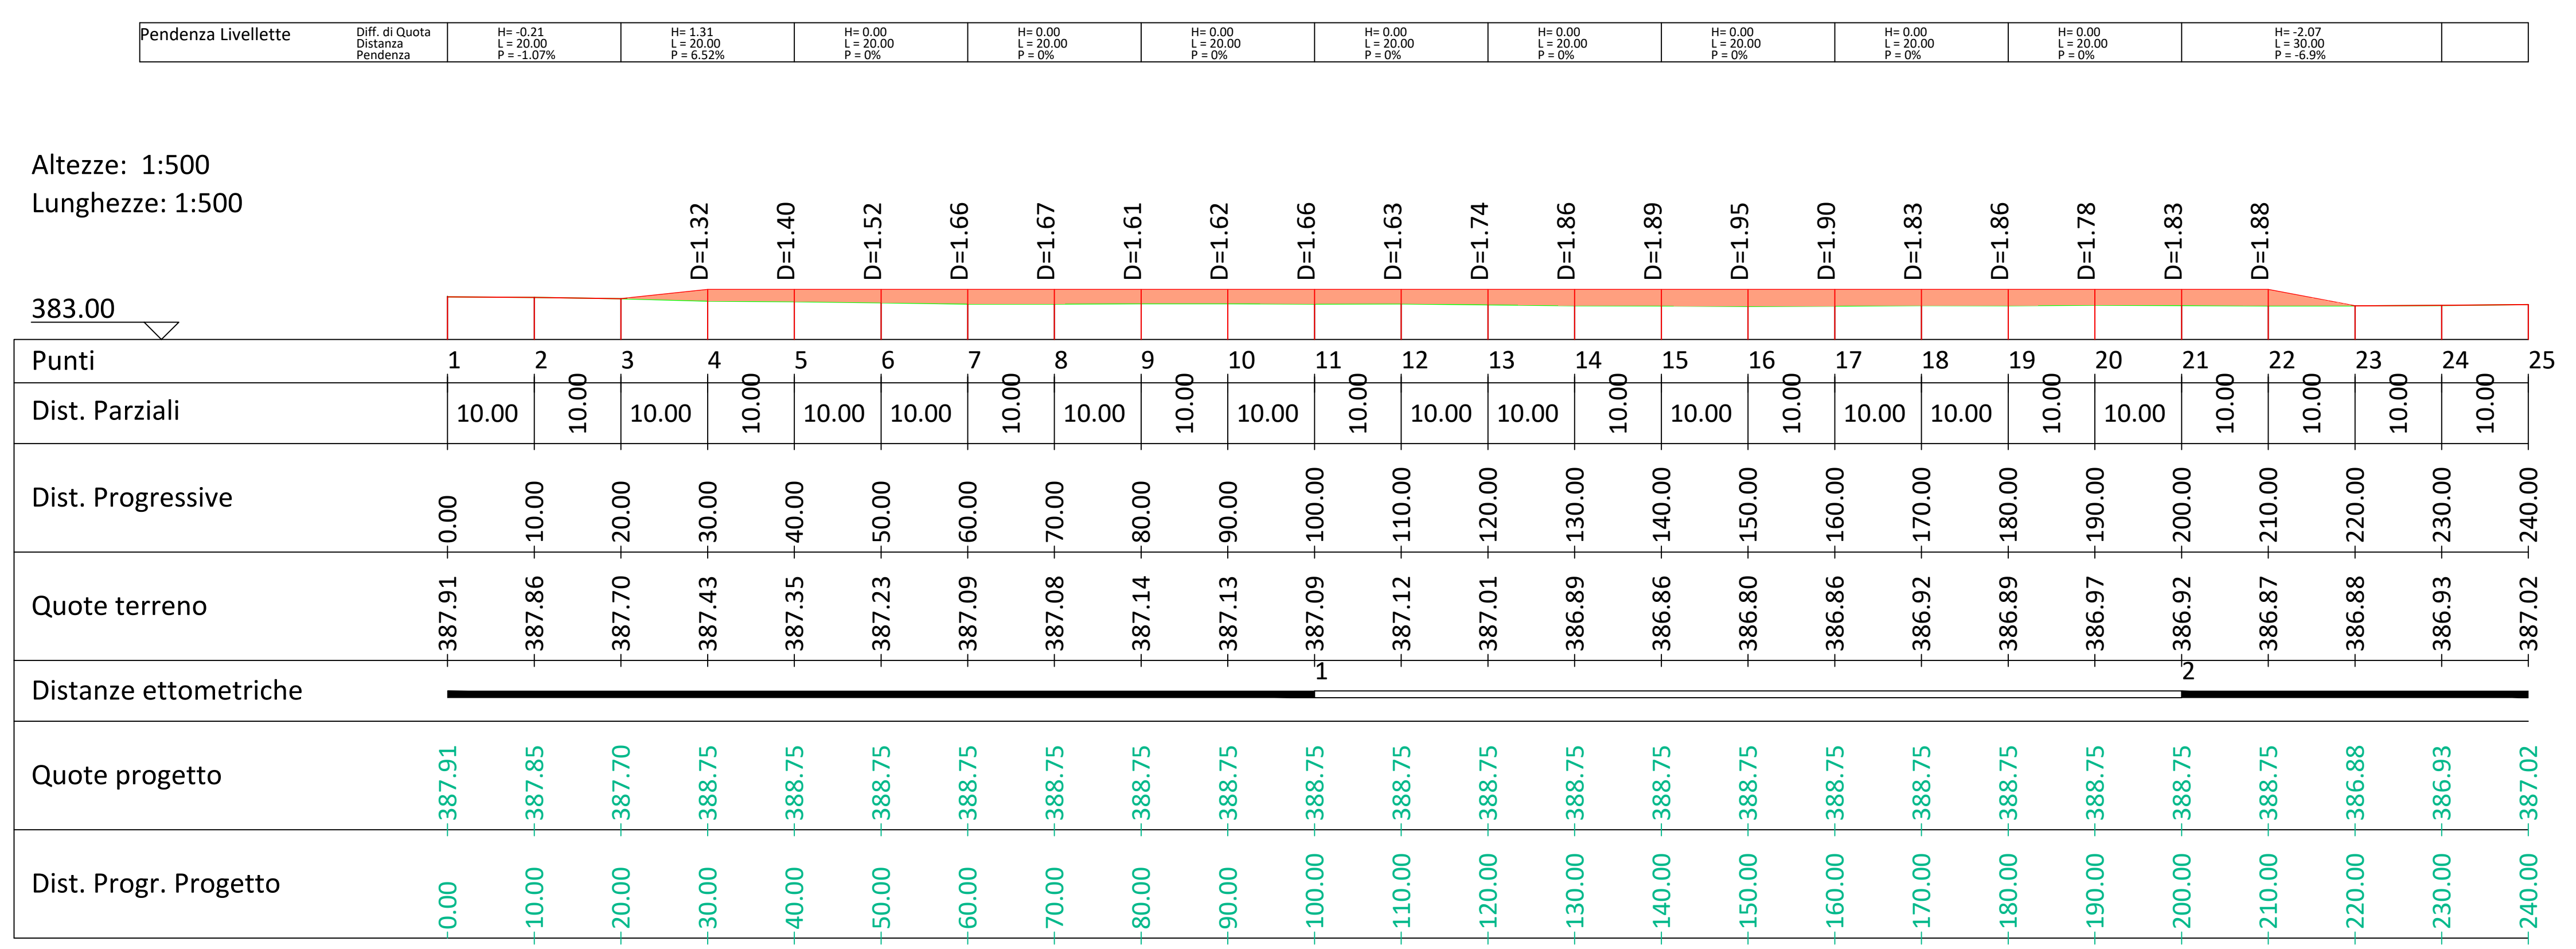 Pendenza Livellette
Diff. di Quota H= -0.21 H= 1.31 H= 0.00 H= 0.00 H= 0.00 H= 0.00 H= 0.00 H= 0.00 H= 0.00 H= 0.00 H= -2.07
Distanza L = 20.00 L = 20.00 L = 20.00 L = 20.00 L = 20.00 L = 20.00 L = 20.00 L = 20.00 L = 20.00 L = 20.00 L = 30.00
Pendenza P = -1.07% P = 6.52% P = 0% P = 0% P = 0% P = 0% P = 0% P = 0% P = 0% P = 0% P = -6.9%
Altezze: 1:500
Lunghezze: 1:500
D=1.32 D=1.40 D=1.52 D=1.66 D=1.67 D=1.61 D=1.62 D=1.66 D=1.63 D=1.74 D=1.86 D=1.89 D=1.95 D=1.90 D=1.83 D=1.86 D=1.78 D=1.83 D=1.88
383.00
Punti 1 2 3 4 5 6 7 8 9 10 11 12 13 14 15 16 17 18 19 20 21 22 23 24 25
Dist. Parziali 10.00 10.00 10.00 10.00 10.00 10.00 10.00 10.00 10.00 10.00 10.00 10.00 10.00 10.00 10.00 10.00 10.00 10.00 10.00 10.00 10.00 10.00 10.00 10.00
Dist. Progressive 0.00 10.00 20.00 30.00 40.00 50.00 60.00 70.00 80.00 90.00 100.00 110.00 120.00 130.00 140.00 150.00 160.00 170.00 180.00 190.00 200.00 210.00 220.00 230.00 240.00
Quote terreno 387.91 387.86 387.70 387.43 387.35 387.23 387.09 387.08 387.14 387.13 387.09 387.12 387.01 386.89 386.86 386.80 386.86 386.92 386.89 386.97 386.92 386.87 386.88 386.93 387.02
Distanze ettometriche 1 2
Quote progetto 387.91 387.85 387.70 388.75 388.75 388.75 388.75 388.75 388.75 388.75 388.75 388.75 388.75 388.75 388.75 388.75 388.75 388.75 388.75 388.75 388.75 388.75 386.88 386.93 387.02
Dist. Progr. Progetto 0.00 10.00 20.00 30.00 40.00 50.00 60.00 70.00 80.00 90.00 100.00 110.00 120.00 130.00 140.00 150.00 160.00 170.00 180.00 190.00 200.00 210.00 220.00 230.00 240.00